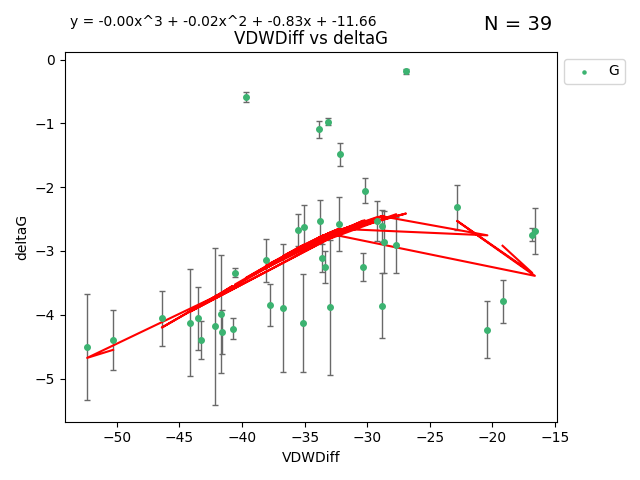 y = -0.00x^3 + -0.02x^2 + -0.83x + -11.66
N = 39
VDWDiff vs deltaG
G
0
−1
−2
−3
−4
−5
deltaG
−50
−45
−40
−35
−30
−25
−20
−15
VDWDiff